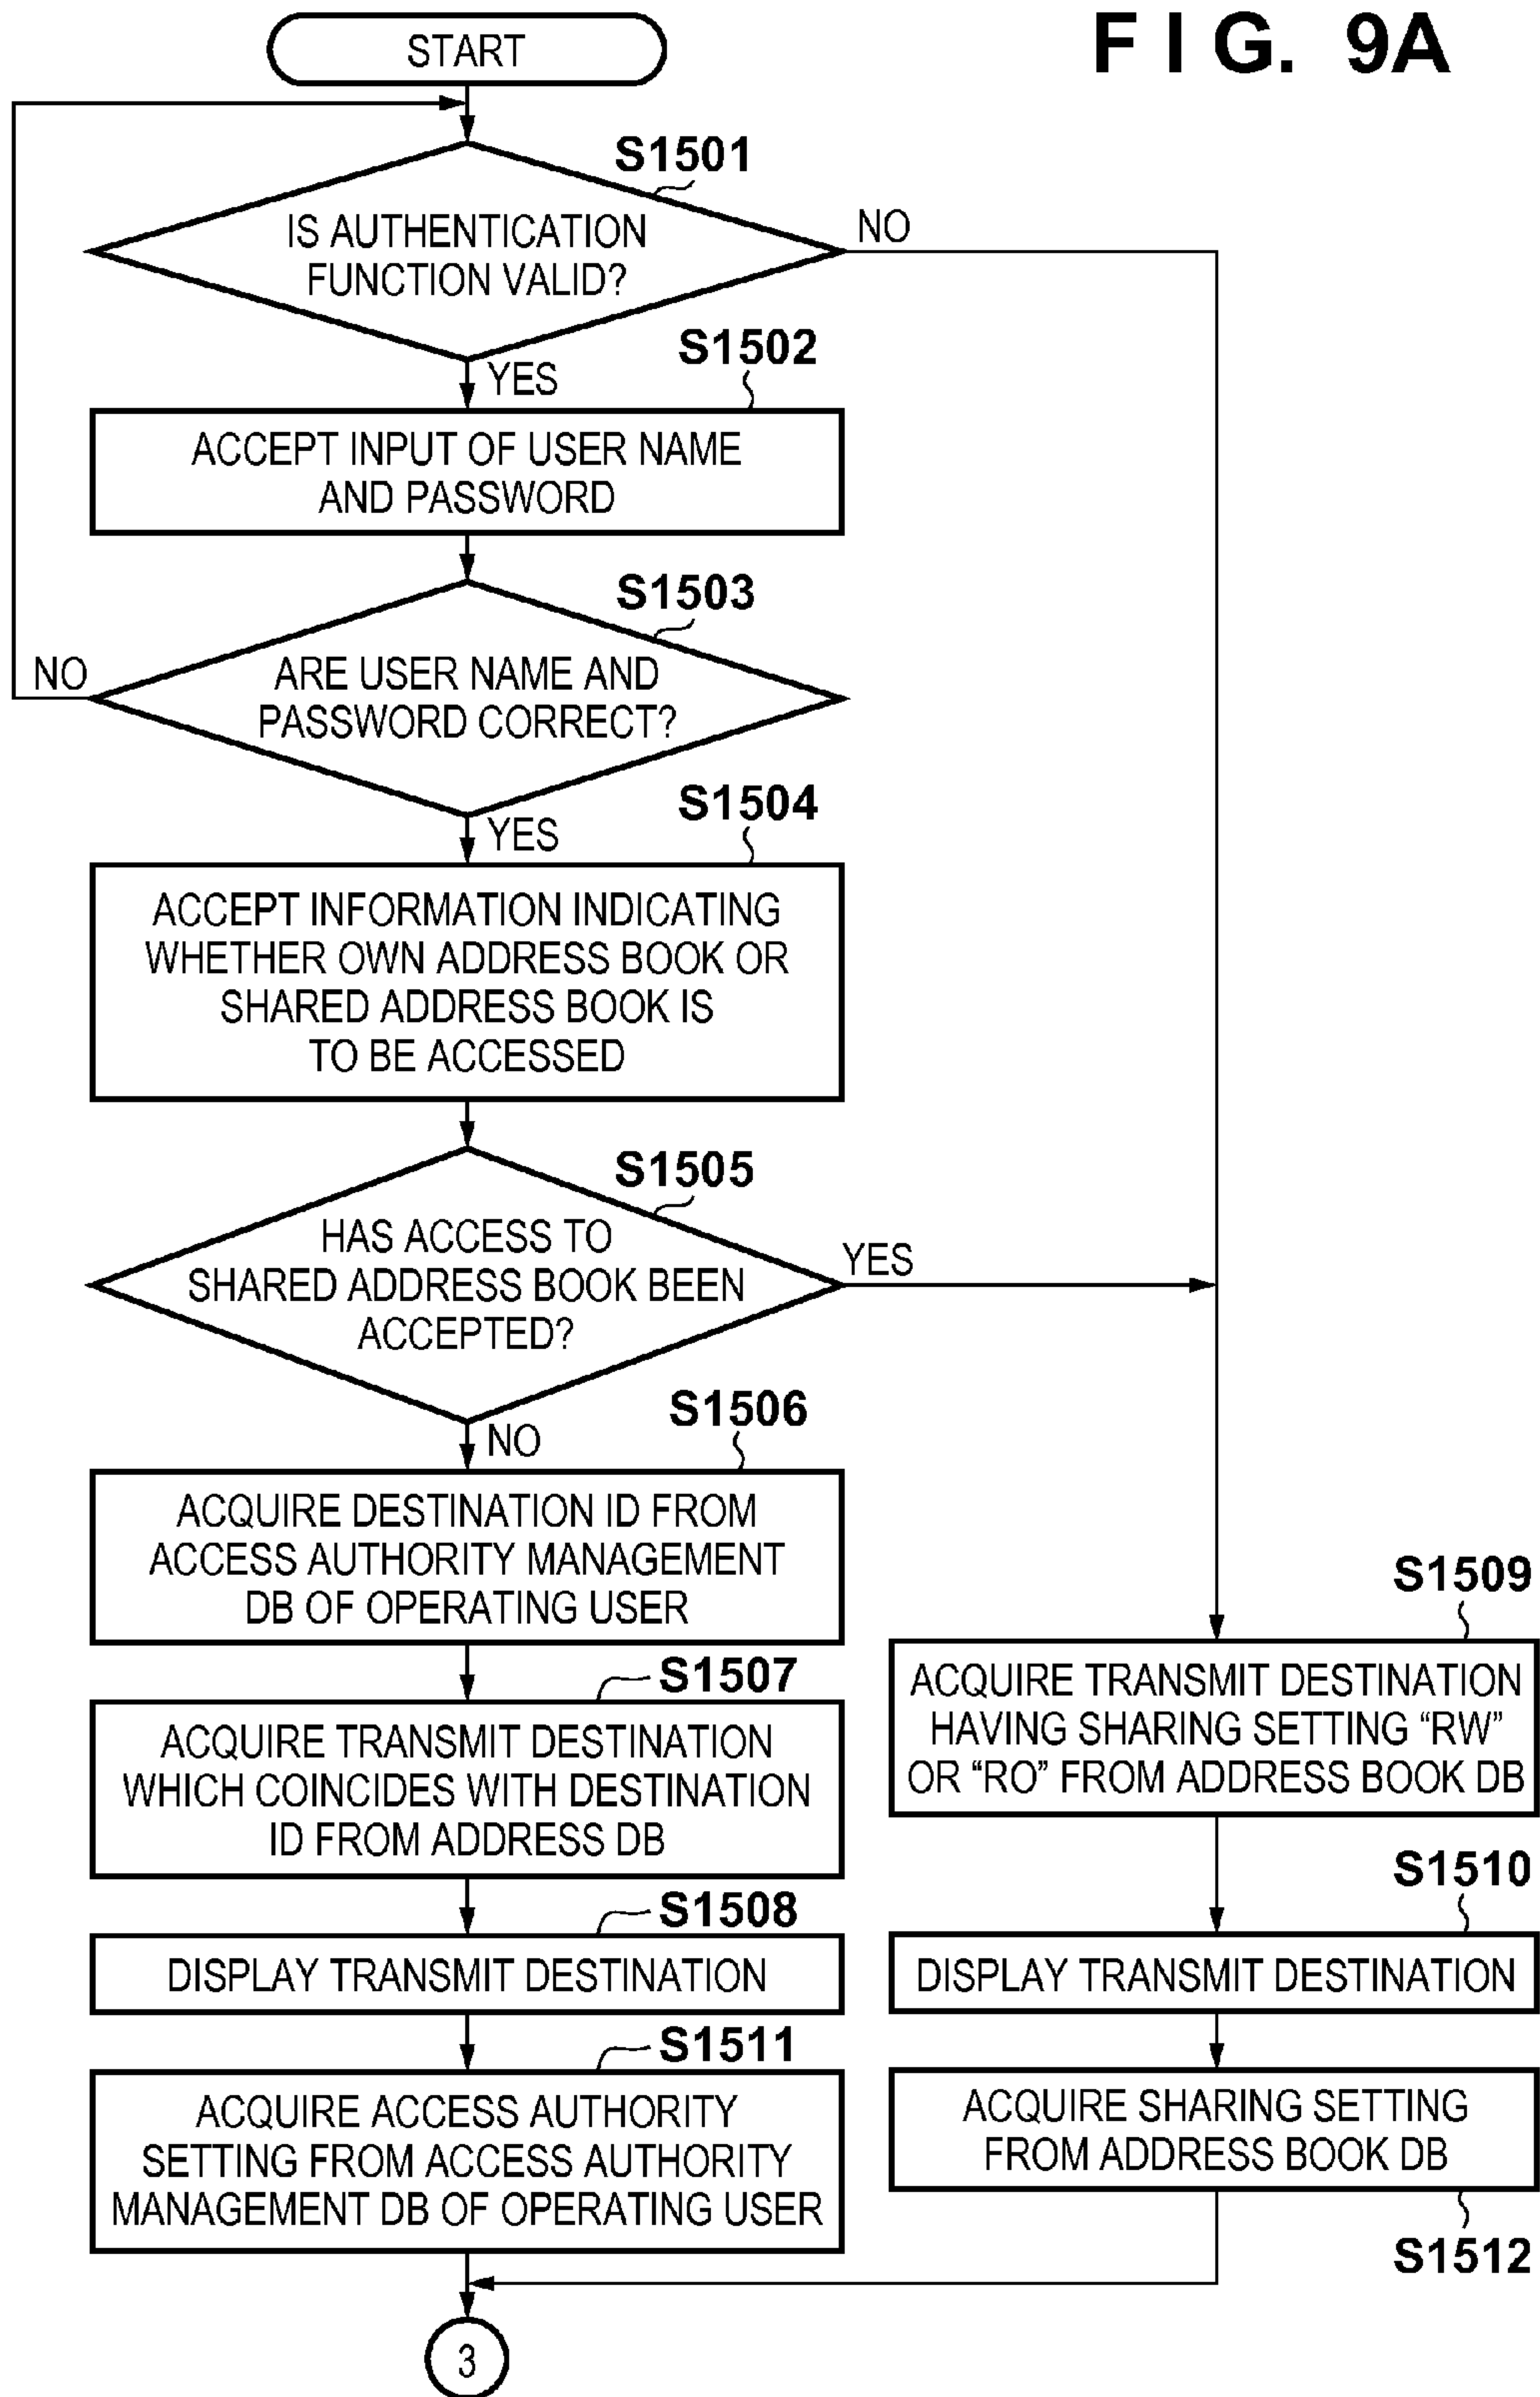 F I G. 9A
START
S1501
IS AUTHENTICATION
FUNCTION VALID?
NO
YES
S1502
ACCEPT INPUT OF USER NAME
AND PASSWORD
S1503
ARE USER NAME AND
PASSWORD CORRECT?
NO
YES
S1504
ACCEPT INFORMATION INDICATING
WHETHER OWN ADDRESS BOOK OR
SHARED ADDRESS BOOK IS
TO BE ACCESSED
S1505
HAS ACCESS TO
SHARED ADDRESS BOOK BEEN
ACCEPTED?
YES
NO
S1506
ACQUIRE DESTINATION ID FROM
ACCESS AUTHORITY MANAGEMENT
DB OF OPERATING USER
S1507
ACQUIRE TRANSMIT DESTINATION
WHICH COINCIDES WITH DESTINATION
ID FROM ADDRESS DB
S1508
DISPLAY TRANSMIT DESTINATION
S1511
ACQUIRE ACCESS AUTHORITY
SETTING FROM ACCESS AUTHORITY
MANAGEMENT DB OF OPERATING USER
S1509
ACQUIRE TRANSMIT DESTINATION
HAVING SHARING SETTING “RW”
OR “RO” FROM ADDRESS BOOK DB
S1510
DISPLAY TRANSMIT DESTINATION
ACQUIRE SHARING SETTING
FROM ADDRESS BOOK DB
S1512
3